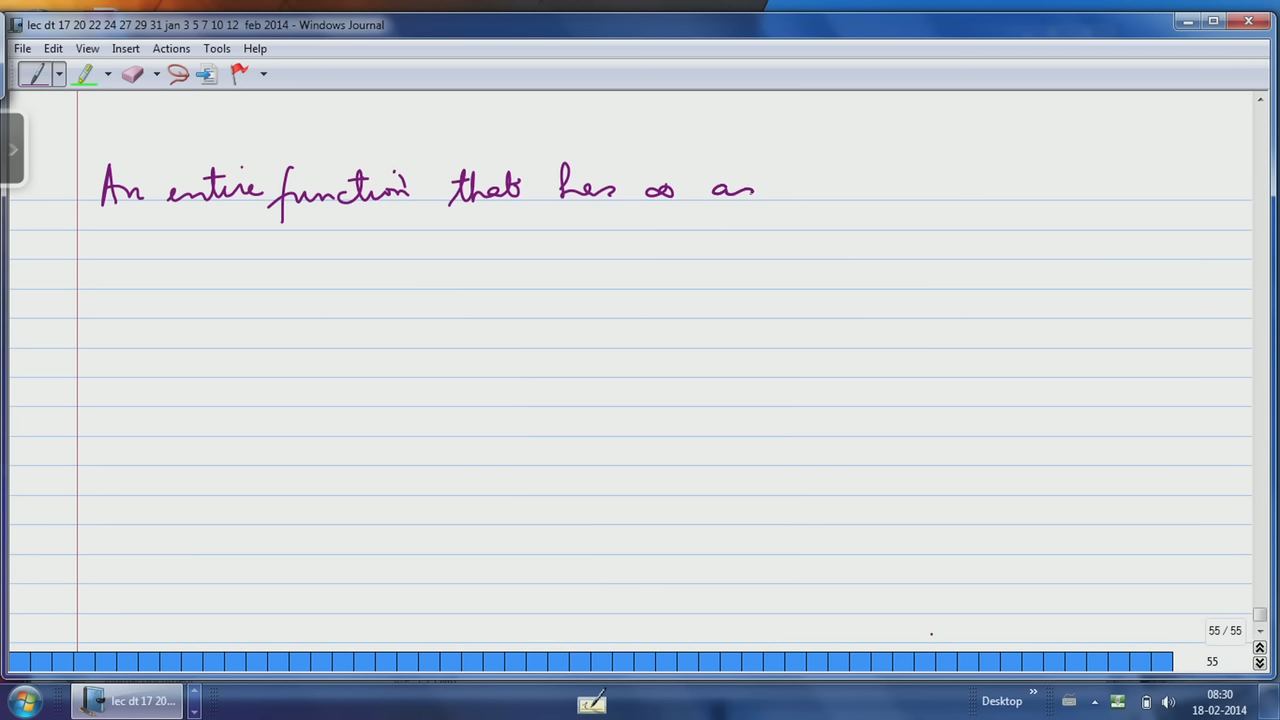 lec dt 17 20 22 24 27 29 31 jan 3 5 7 10 12 feb 2014 - Windows Journal
File Edit View Insert Actions Tools Help
An entire function that has ∞ as
55 / 55
55
lec dt 17 20...
Desktop
08:30
18-02-2014